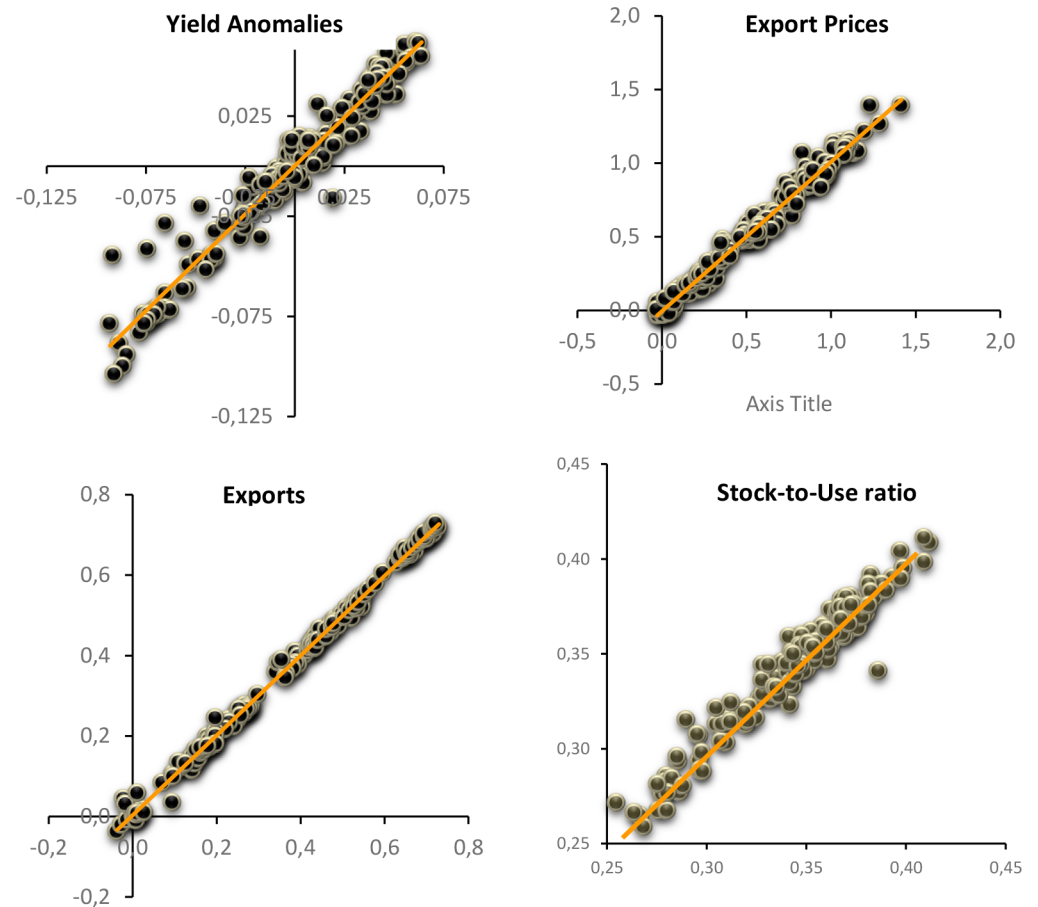 Yield Anomalies
0,025
-0,125 -0,075 -0,025 0,025 0,075
-0,025
-0,075
-0,125
Export Prices
2,0
1,5
1,0
0,5
0,0
-0,5 0,0 0,5 1,0 1,5 2,0
-0,5
Axis Title
Exports
0,8
0,6
0,4
0,2
0,0
-0,2 0,0 0,2 0,4 0,6 0,8
-0,2
Stock-to-Use ratio
0,45
0,40
0,35
0,30
0,25
0,25 0,30 0,35 0,40 0,45